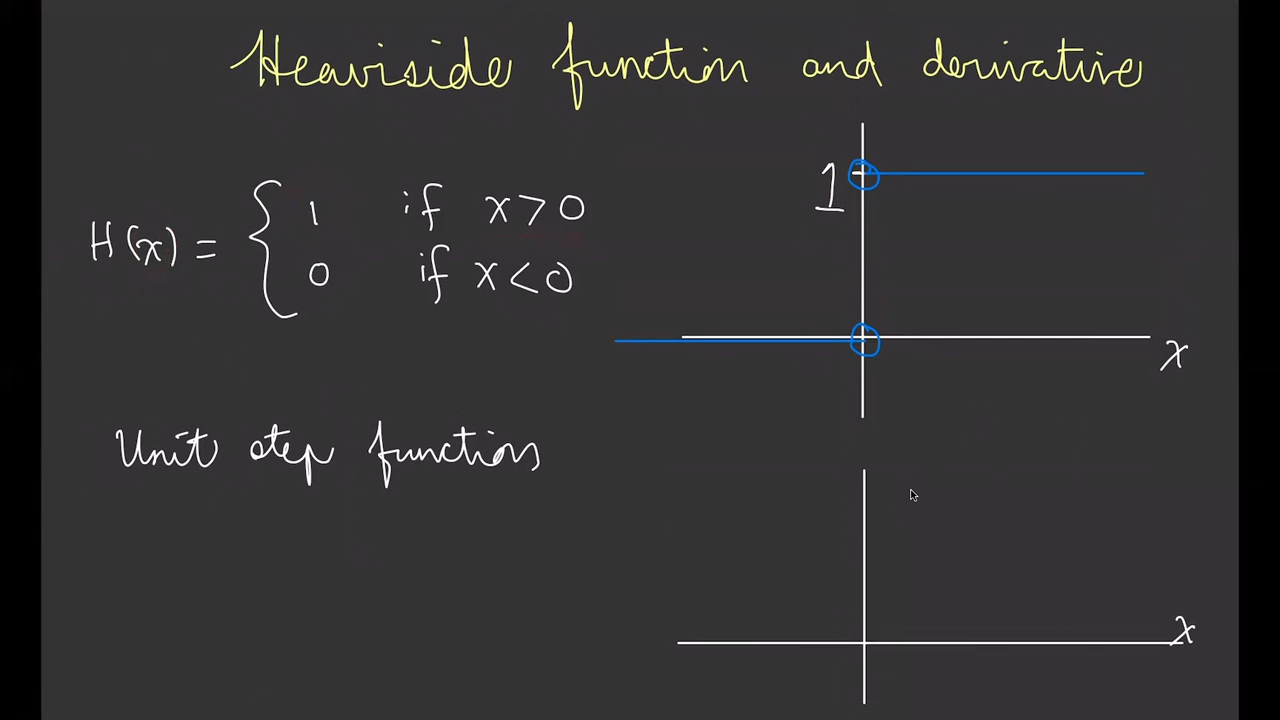 Heaviside function and derivative
H(x) = { 1 if x > 0
0 if x < 0
1
x
Unit step function
x